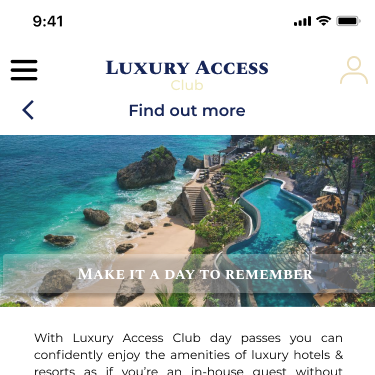 9:41
LUXURY ACCESS
Club
Find out more
MAKE IT A DAY TO REMEMBER
With Luxury Access Club day passes you can
confidently enjoy the amenities of luxury hotels &
resorts as if you're an in-house guest without